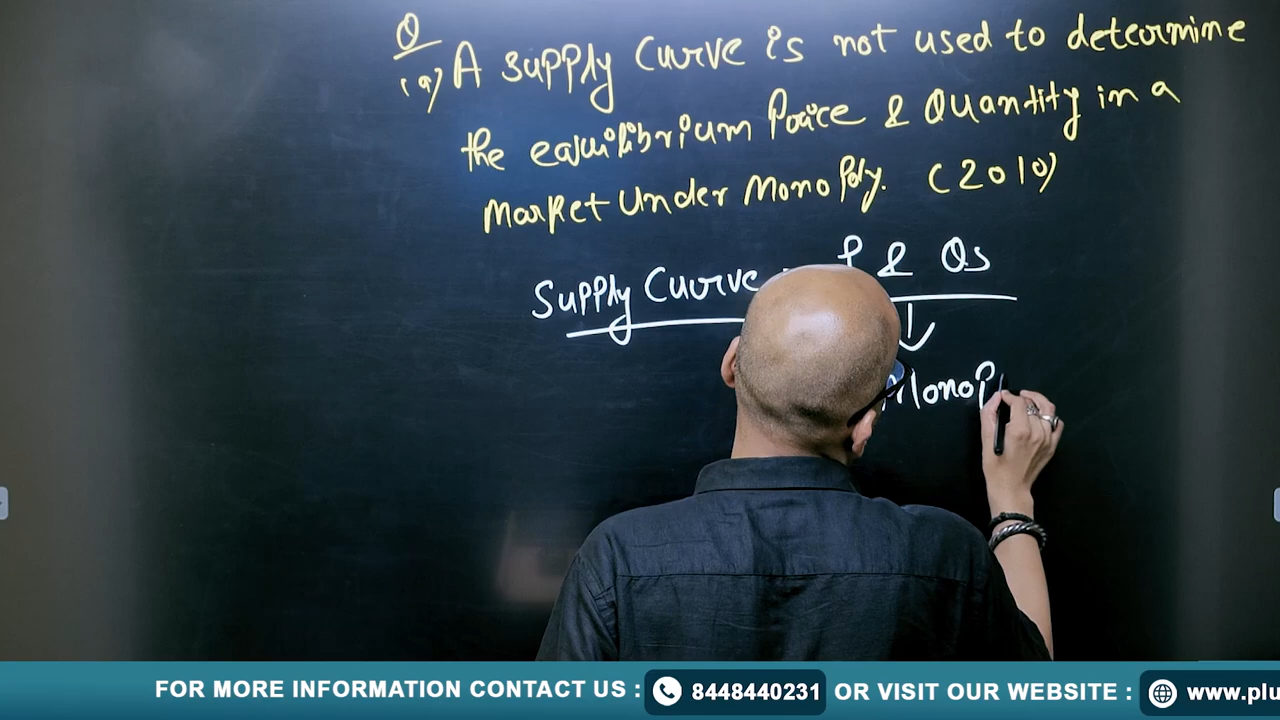 Q
(a) A Supply Curve is not used to determine
the equilibrium Price & Quantity in a
Market Under Monopoly. (2010)
Supply Curve P & Qs
Monop
FOR MORE INFORMATION CONTACT US : 8448440231 OR VISIT OUR WEBSITE : www.plu